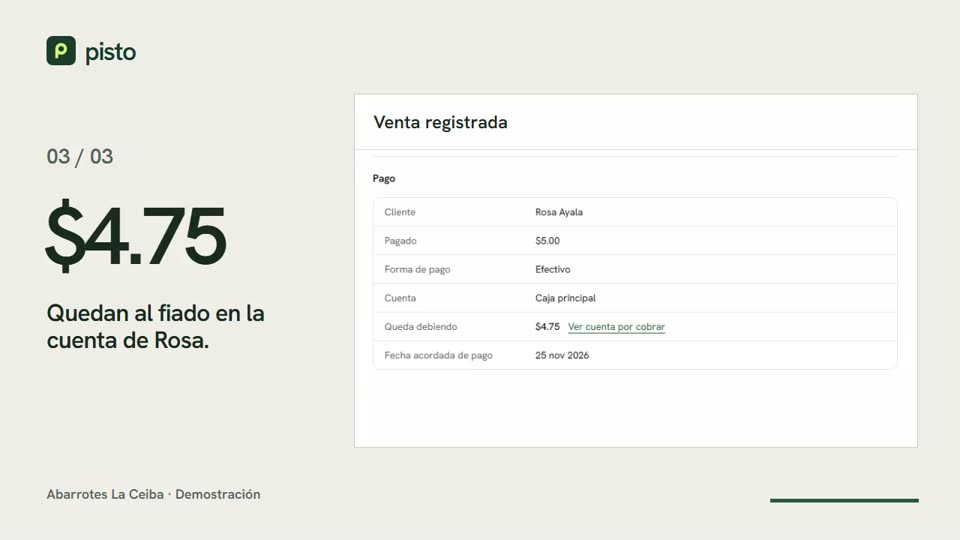 pisto
03 / 03
$4.75
Quedan al fiado en la
cuenta de Rosa.
Venta registrada
Pago
Cliente Rosa Ayala
Pagado $5.00
Forma de pago Efectivo
Cuenta Caja principal
Queda debiendo $4.75 Ver cuenta por cobrar
Fecha acordada de pago 25 nov 2026
Abarrotes La Ceiba · Demostración